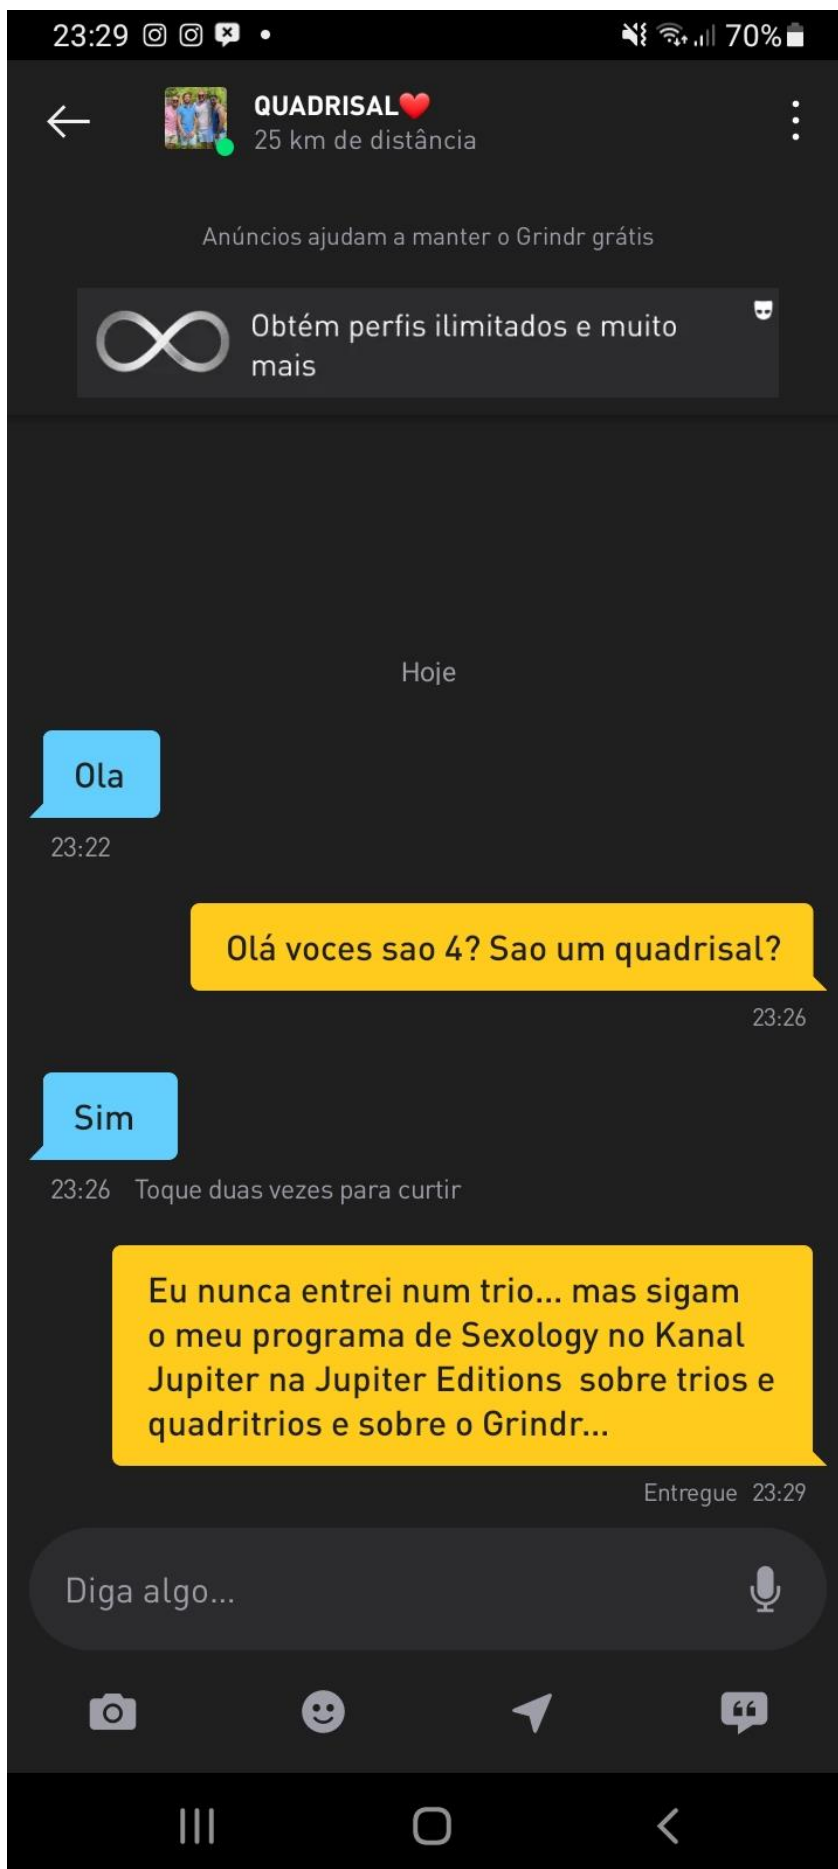 23:29
70%
QUADRISAL❤️
25 km de distância
Anúncios ajudam a manter o Grindr grátis
Obtém perfis ilimitados e muito
mais
Hoje
Ola
23:22
Olá voces sao 4? Sao um quadrisal?
23:26
Sim
23:26 Toque duas vezes para curtir
Eu nunca entrei num trio... mas sigam
o meu programa de Sexology no Kanal
Jupiter na Jupiter Editions sobre trios e
quadritrios e sobre o Grindr...
Entregue 23:29
Diga algo...